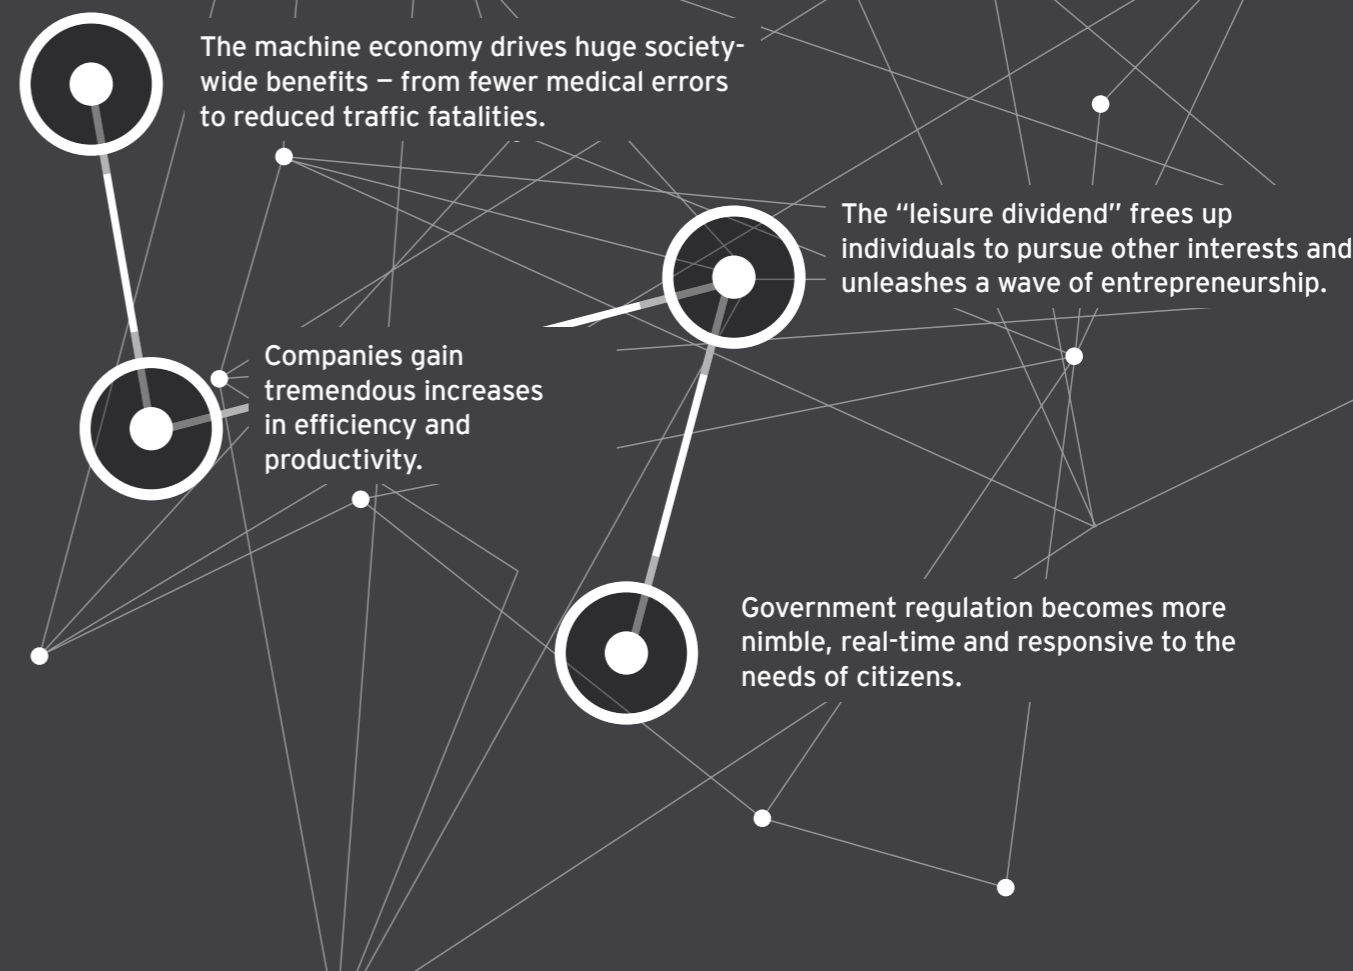 The machine economy drives huge society-
wide benefits – from fewer medical errors
to reduced traffic fatalities.
The “leisure dividend” frees up
individuals to pursue other interests and
unleashes a wave of entrepreneurship.
Companies gain
tremendous increases
in efficiency and
productivity.
Government regulation becomes more
nimble, real-time and responsive to the
needs of citizens.